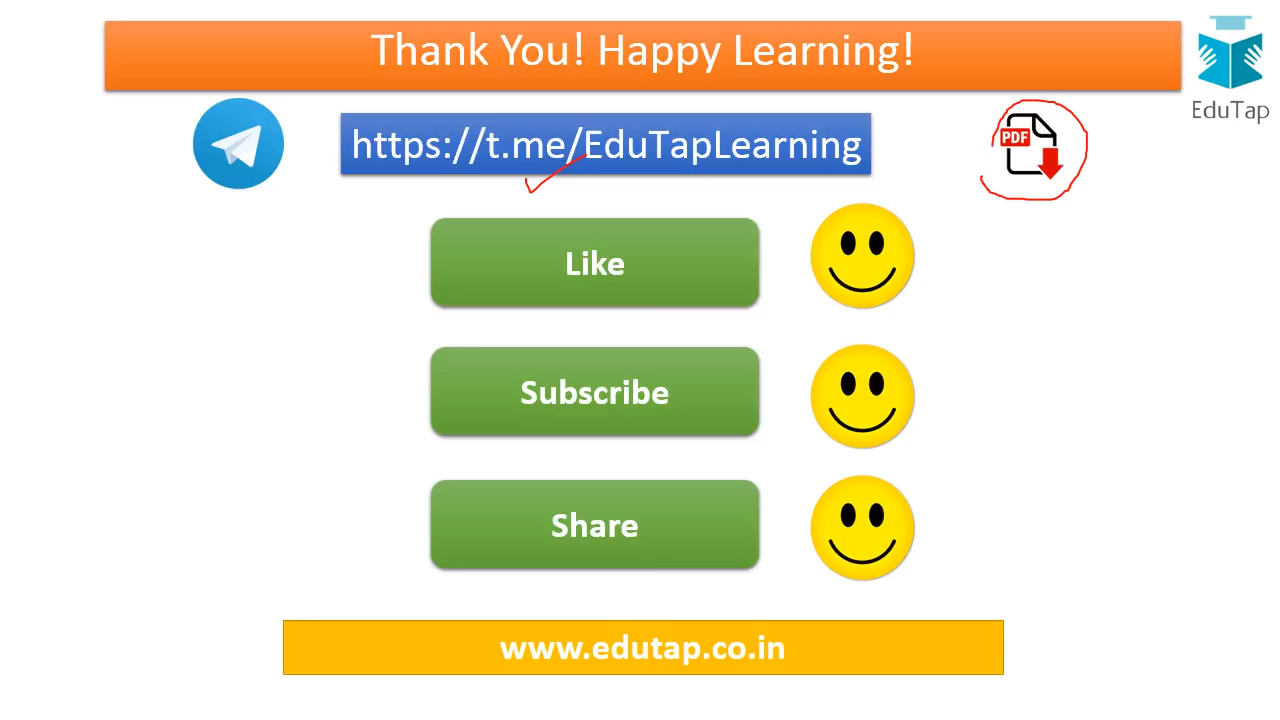 Thank You! Happy Learning!
EduTap
https://t.me/EduTapLearning
PDF
Like
Subscribe
Share
www.edutap.co.in